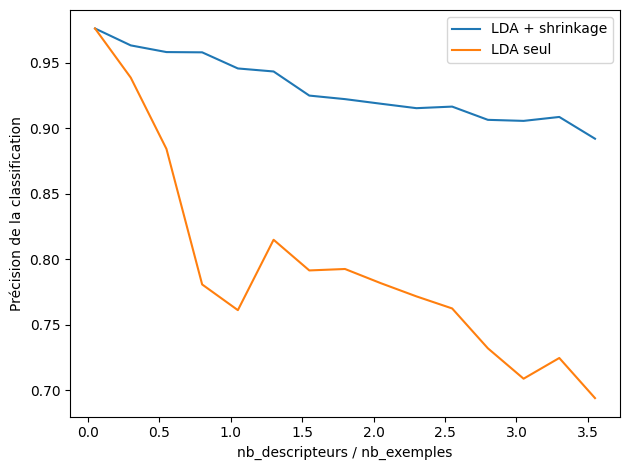 LDA + shrinkage
LDA seul
Précision de la classification
0.95
0.90
0.85
0.80
0.75
0.70
0.0 0.5 1.0 1.5 2.0 2.5 3.0 3.5
nb_descripteurs / nb_exemples